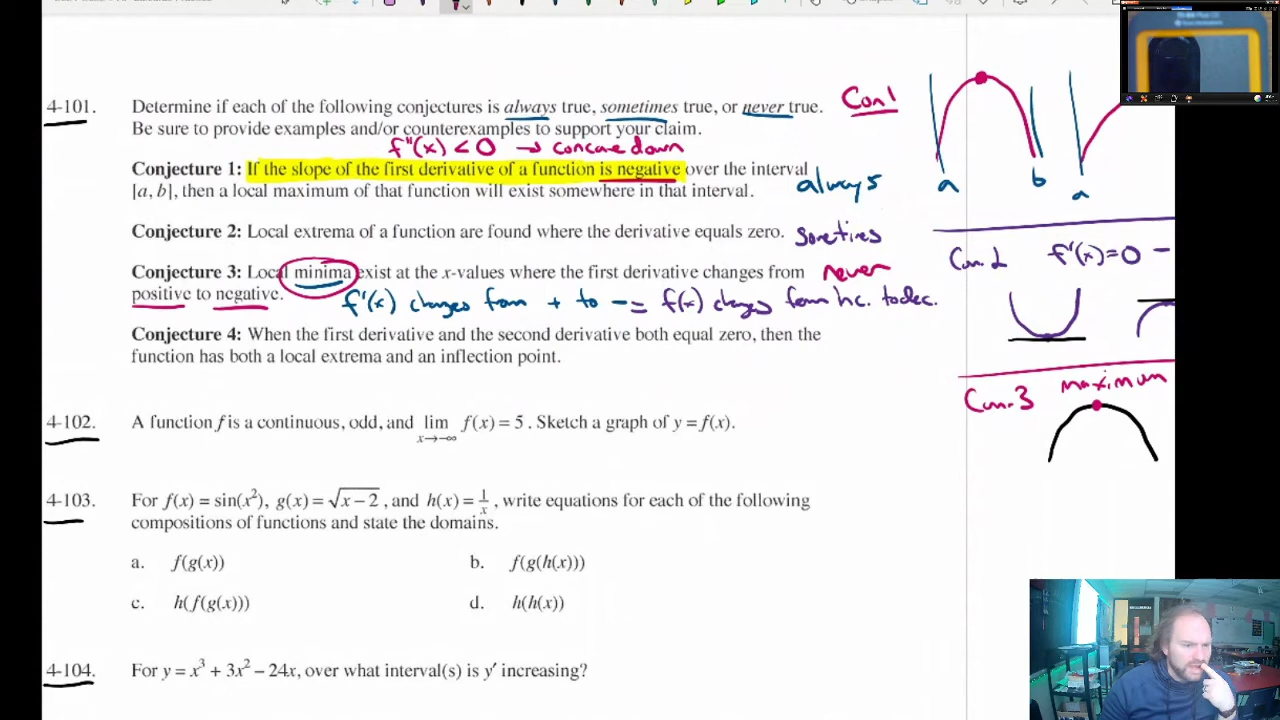 4-101. Determine if each of the following conjectures is always true, sometimes true, or never true.
Be sure to provide examples and/or counterexamples to support your claim.
f''(x) < 0 → concave down
Conjecture 1: If the slope of the first derivative of a function is negative over the interval
[a, b], then a local maximum of that function will exist somewhere in that interval.
always
Conjecture 2: Local extrema of a function are found where the derivative equals zero.
sometimes
Conjecture 3: Local minima exist at the x-values where the first derivative changes from
positive to negative.
never
f'(x) changes from + to - = f(x) changes from inc. to dec.
Conjecture 4: When the first derivative and the second derivative both equal zero, then the
function has both a local extrema and an inflection point.
4-102. A function f is a continuous, odd, and lim x→−∞ f(x) = 5. Sketch a graph of y = f(x).
4-103. For f(x) = sin(x²), g(x) = √(x − 2), and h(x) = 1/x, write equations for each of the following
compositions of functions and state the domains.
a. f(g(x))
b. f(g(h(x)))
c. h(f(g(x)))
d. h(h(x))
4-104. For y = x³ + 3x² − 24x, over what interval(s) is y′ increasing?
Con 1
a
b
a
Con. 2 f'(x)=0 -
Con. 3 maximum